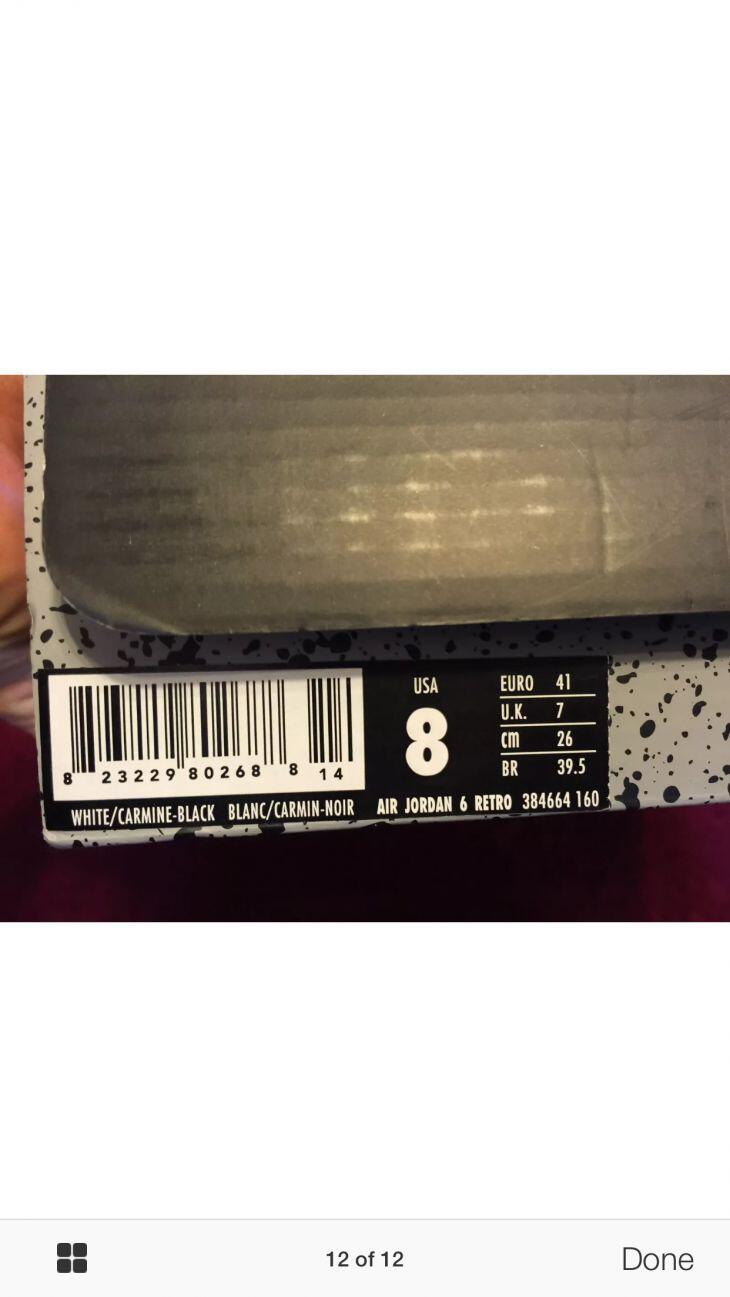 USA
8
EURO 41
U.K. 7
cm 26
BR 39.5
8 23229 80268 8 14
WHITE/CARMINE-BLACK BLANC/CARMIN-NOIR AIR JORDAN 6 RETRO 384664 160
12 of 12
Done